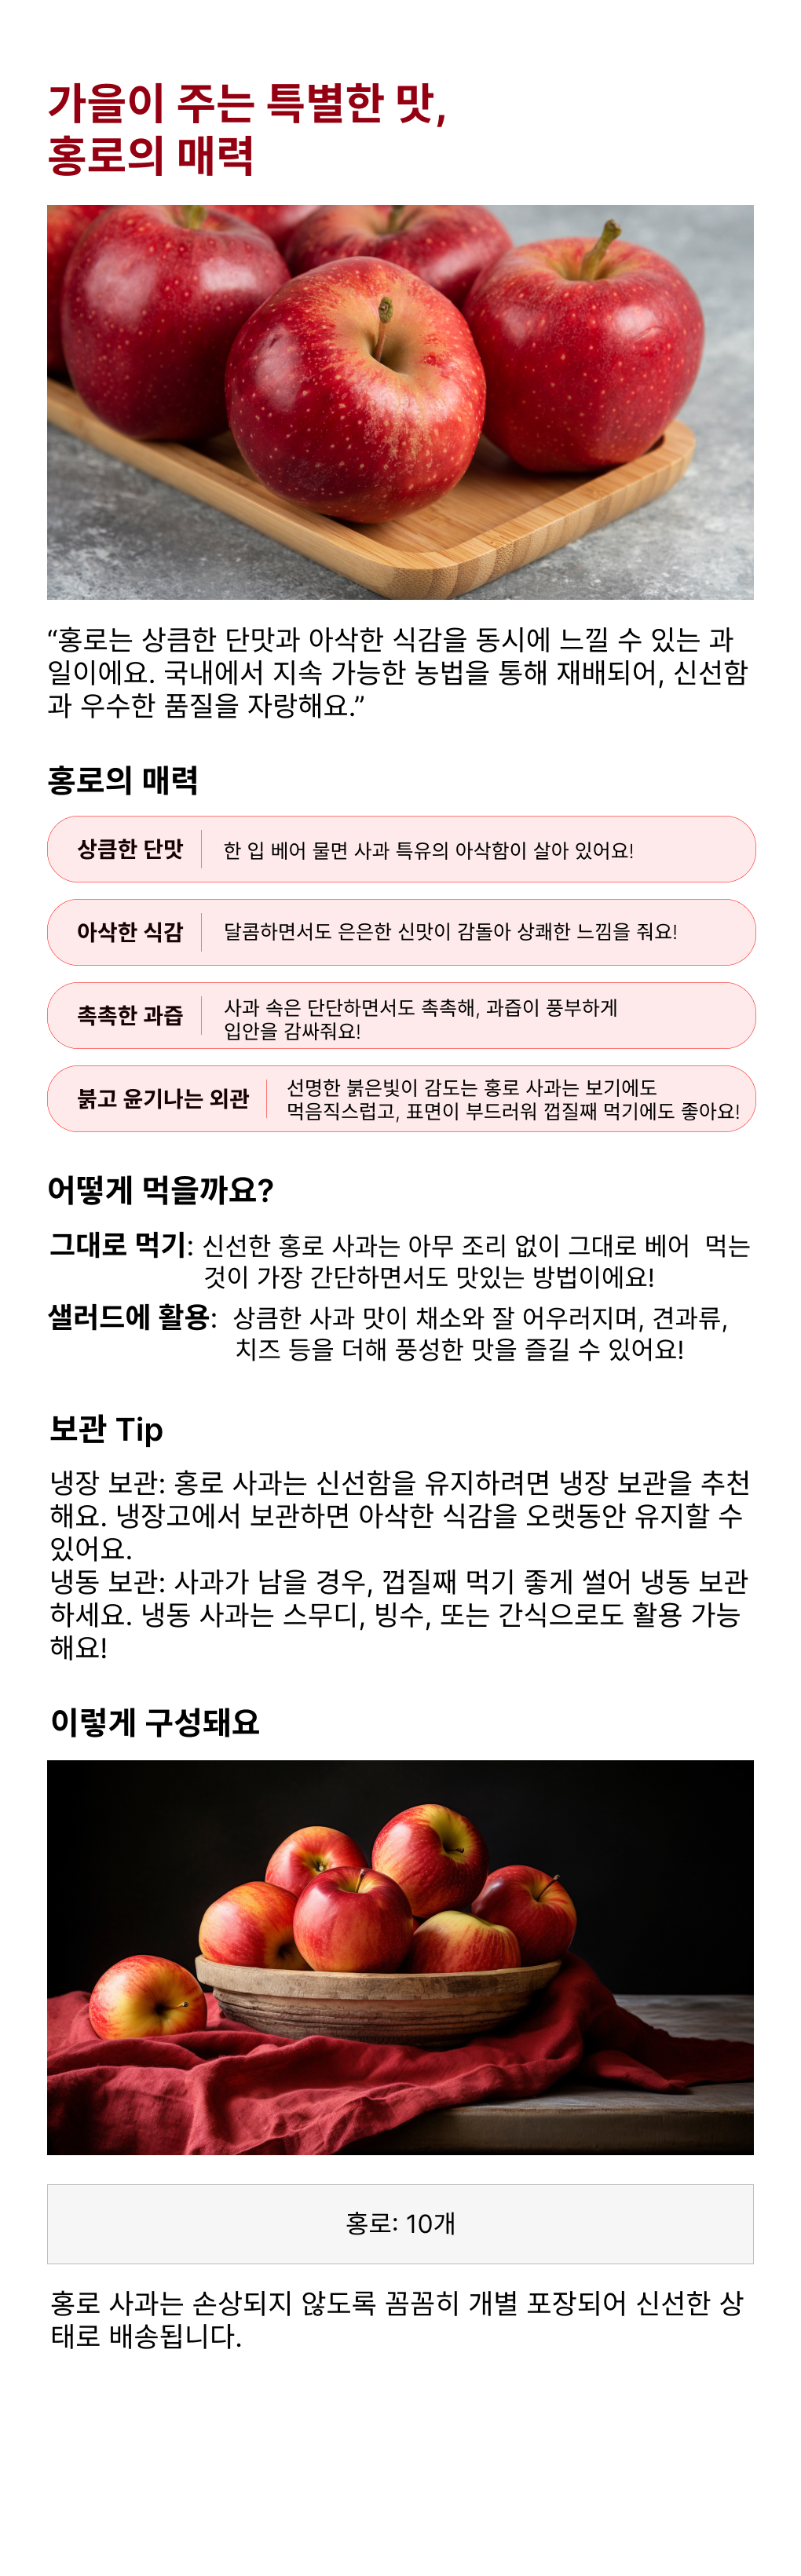 가을이 주는 특별한 맛,
홍로의 매력
“홍로는 상큼한 단맛과 아삭한 식감을 동시에 느낄 수 있는 과
일이에요. 국내에서 지속 가능한 농법을 통해 재배되어, 신선함
과 우수한 품질을 자랑해요.”
홍로의 매력
상큼한 단맛 한 입 베어 물면 사과 특유의 아삭함이 살아 있어요!
아삭한 식감 달콤하면서도 은은한 신맛이 감돌아 상쾌한 느낌을 줘요!
촉촉한 과즙 사과 속은 단단하면서도 촉촉해, 과즙이 풍부하게
입안을 감싸줘요!
붉고 윤기나는 외관 선명한 붉은빛이 감도는 홍로 사과는 보기에도
먹음직스럽고, 표면이 부드러워 껍질째 먹기에도 좋아요!
어떻게 먹을까요?
그대로 먹기: 신선한 홍로 사과는 아무 조리 없이 그대로 베어 먹는
것이 가장 간단하면서도 맛있는 방법이에요!
샐러드에 활용: 상큼한 사과 맛이 채소와 잘 어우러지며, 견과류,
치즈 등을 더해 풍성한 맛을 즐길 수 있어요!
보관 Tip
냉장 보관: 홍로 사과는 신선함을 유지하려면 냉장 보관을 추천
해요. 냉장고에서 보관하면 아삭한 식감을 오랫동안 유지할 수
있어요.
냉동 보관: 사과가 남을 경우, 껍질째 먹기 좋게 썰어 냉동 보관
하세요. 냉동 사과는 스무디, 빙수, 또는 간식으로도 활용 가능
해요!
이렇게 구성돼요
홍로: 10개
홍로 사과는 손상되지 않도록 꼼꼼히 개별 포장되어 신선한 상
태로 배송됩니다.